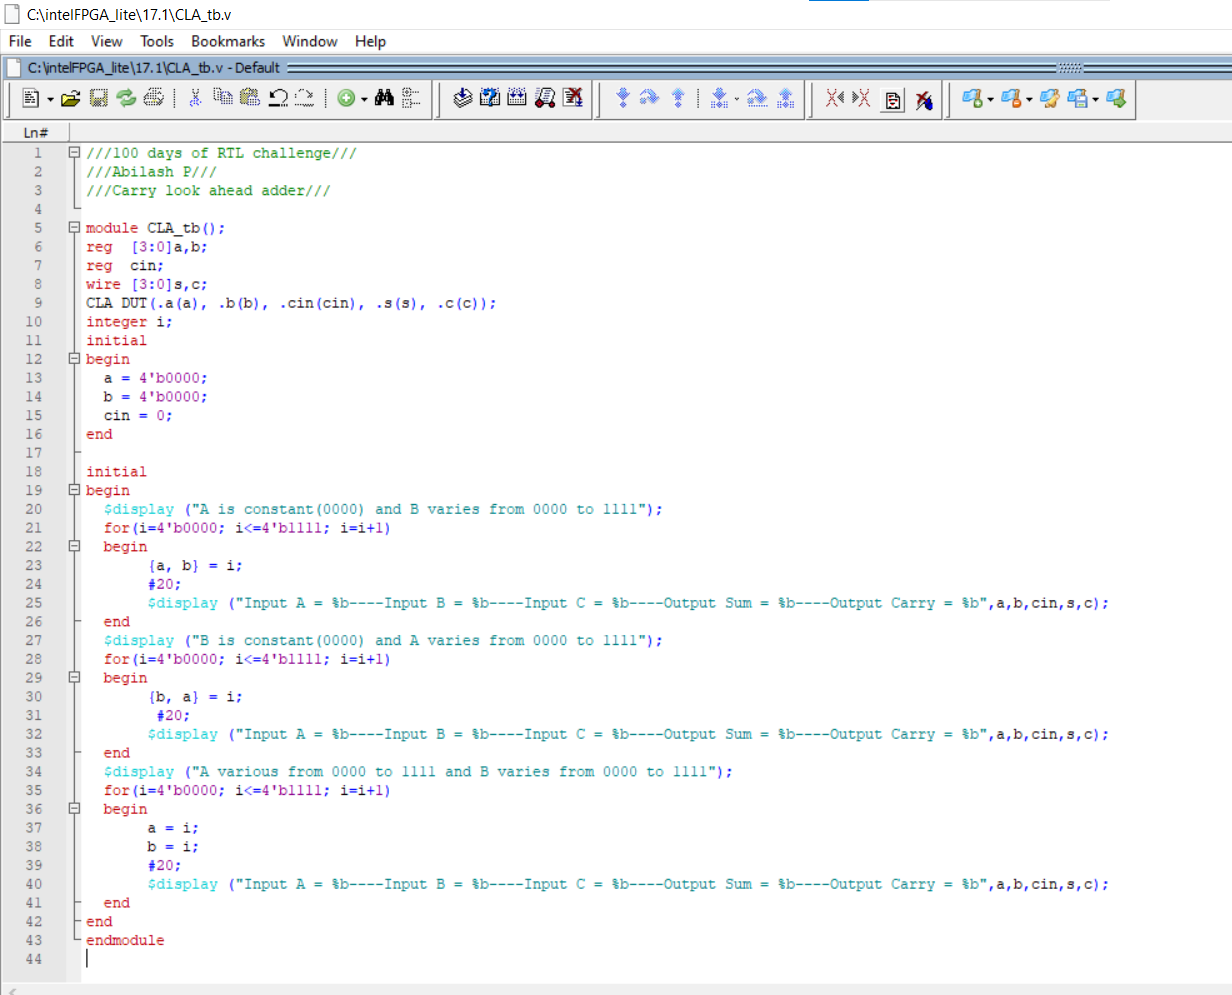 C:\intelFPGA_lite\17.1\CLA_tb.v
File Edit View Tools Bookmarks Window Help
C:\intelFPGA_lite\17.1\CLA_tb.v - Default
Ln#
1 ///100 days of RTL challenge///
2 ///Abilash P///
3 ///Carry look ahead adder///
4
5 module CLA_tb();
6 reg  [3:0]a,b;
7 reg  cin;
8 wire [3:0]s,c;
9 CLA DUT(.a(a), .b(b), .cin(cin), .s(s), .c(c));
10 integer i;
11 initial
12 begin
13   a = 4'b0000;
14   b = 4'b0000;
15   cin = 0;
16 end
17
18 initial
19 begin
20   $display ("A is constant(0000) and B varies from 0000 to 1111");
21   for(i=4'b0000; i<=4'b1111; i=i+1)
22   begin
23        {a, b} = i;
24        #20;
25        $display ("Input A = %b----Input B = %b----Input C = %b----Output Sum = %b----Output Carry = %b",a,b,cin,s,c);
26   end
27   $display ("B is constant(0000) and A varies from 0000 to 1111");
28   for(i=4'b0000; i<=4'b1111; i=i+1)
29   begin
30        {b, a} = i;
31         #20;
32        $display ("Input A = %b----Input B = %b----Input C = %b----Output Sum = %b----Output Carry = %b",a,b,cin,s,c);
33   end
34   $display ("A various from 0000 to 1111 and B varies from 0000 to 1111");
35   for(i=4'b0000; i<=4'b1111; i=i+1)
36   begin
37        a = i;
38        b = i;
39        #20;
40        $display ("Input A = %b----Input B = %b----Input C = %b----Output Sum = %b----Output Carry = %b",a,b,cin,s,c);
41   end
42 end
43 endmodule
44